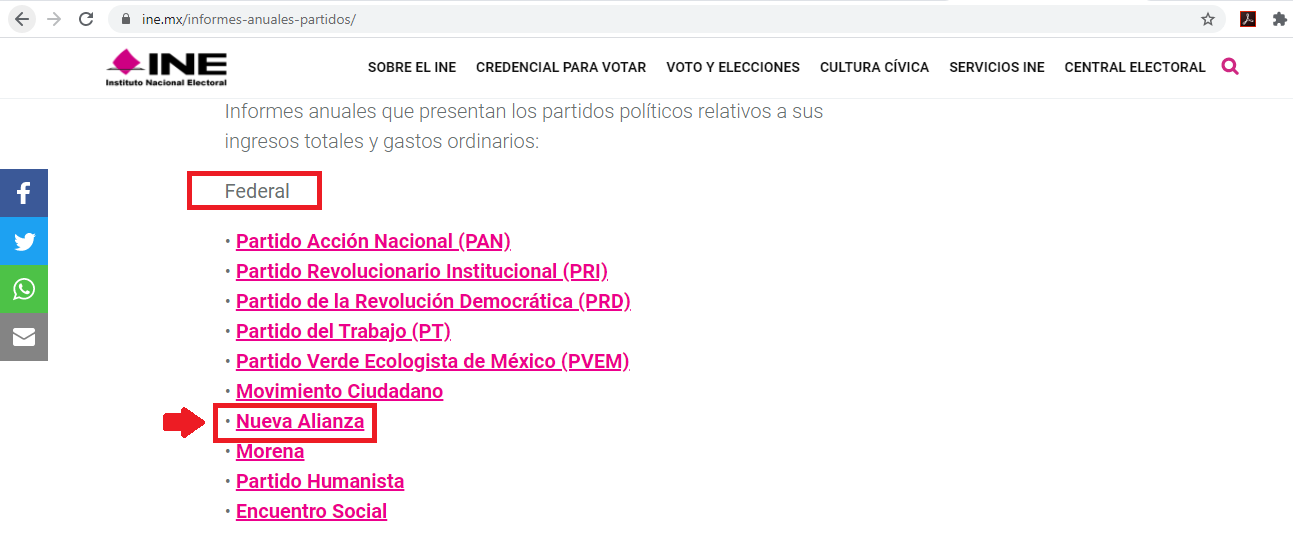 ine.mx/informes-anuales-partidos/
INE
Instituto Nacional Electoral
SOBRE EL INE CREDENCIAL PARA VOTAR VOTO Y ELECCIONES CULTURA CÍVICA SERVICIOS INE CENTRAL ELECTORAL
Informes anuales que presentan los partidos políticos relativos a sus
ingresos totales y gastos ordinarios:
Federal
• Partido Acción Nacional (PAN)
• Partido Revolucionario Institucional (PRI)
• Partido de la Revolución Democrática (PRD)
• Partido del Trabajo (PT)
• Partido Verde Ecologista de México (PVEM)
• Movimiento Ciudadano
• Nueva Alianza
• Morena
• Partido Humanista
• Encuentro Social